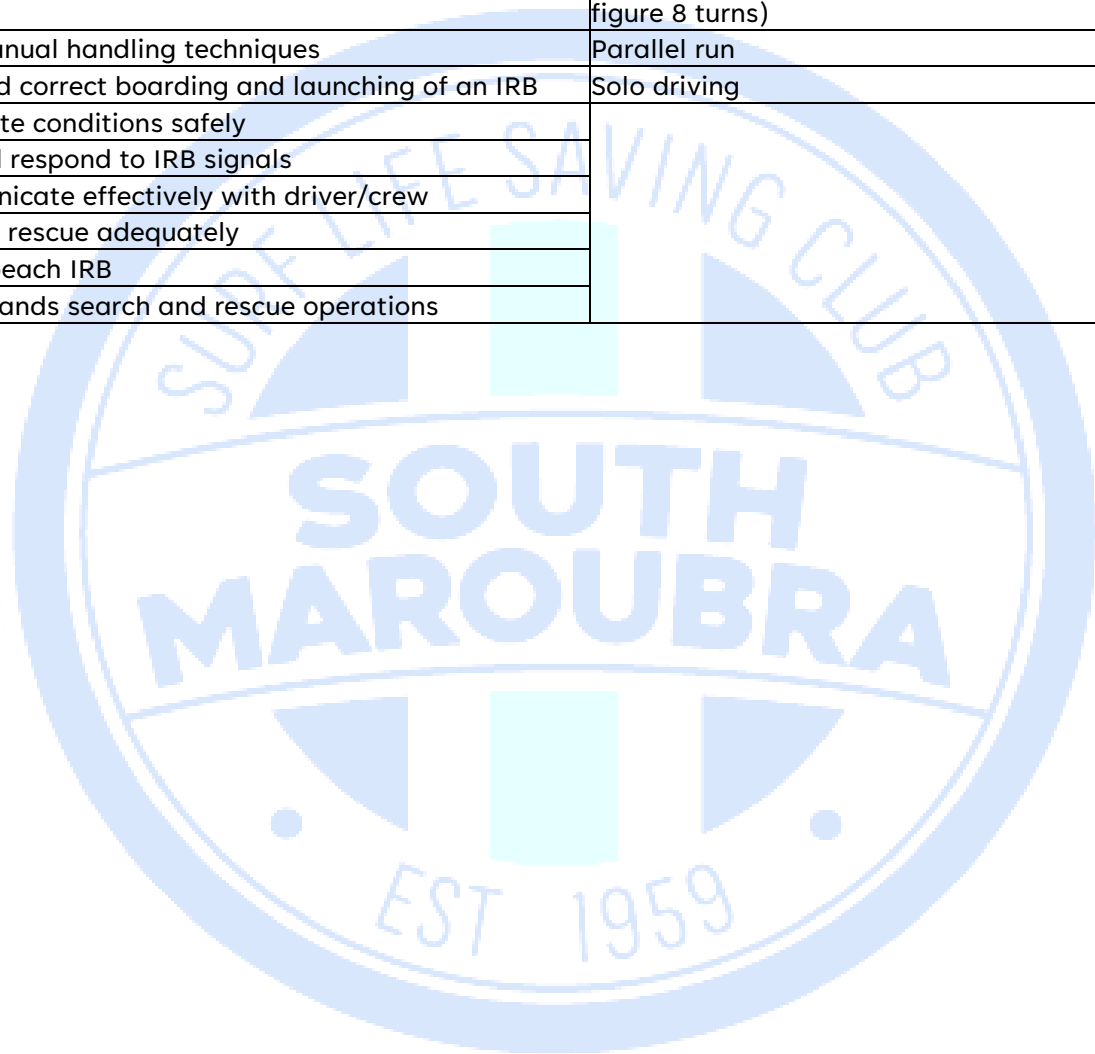 figure 8 turns)
anual handling techniques
Parallel run
d correct boarding and launching of an IRB
Solo driving
te conditions safely
respond to IRB signals
nicate effectively with driver/crew
rescue adequately
each IRB
ands search and rescue operations
SURF LIFE SAVING CLUB
SOUTH
MAROUBRA
EST 1959